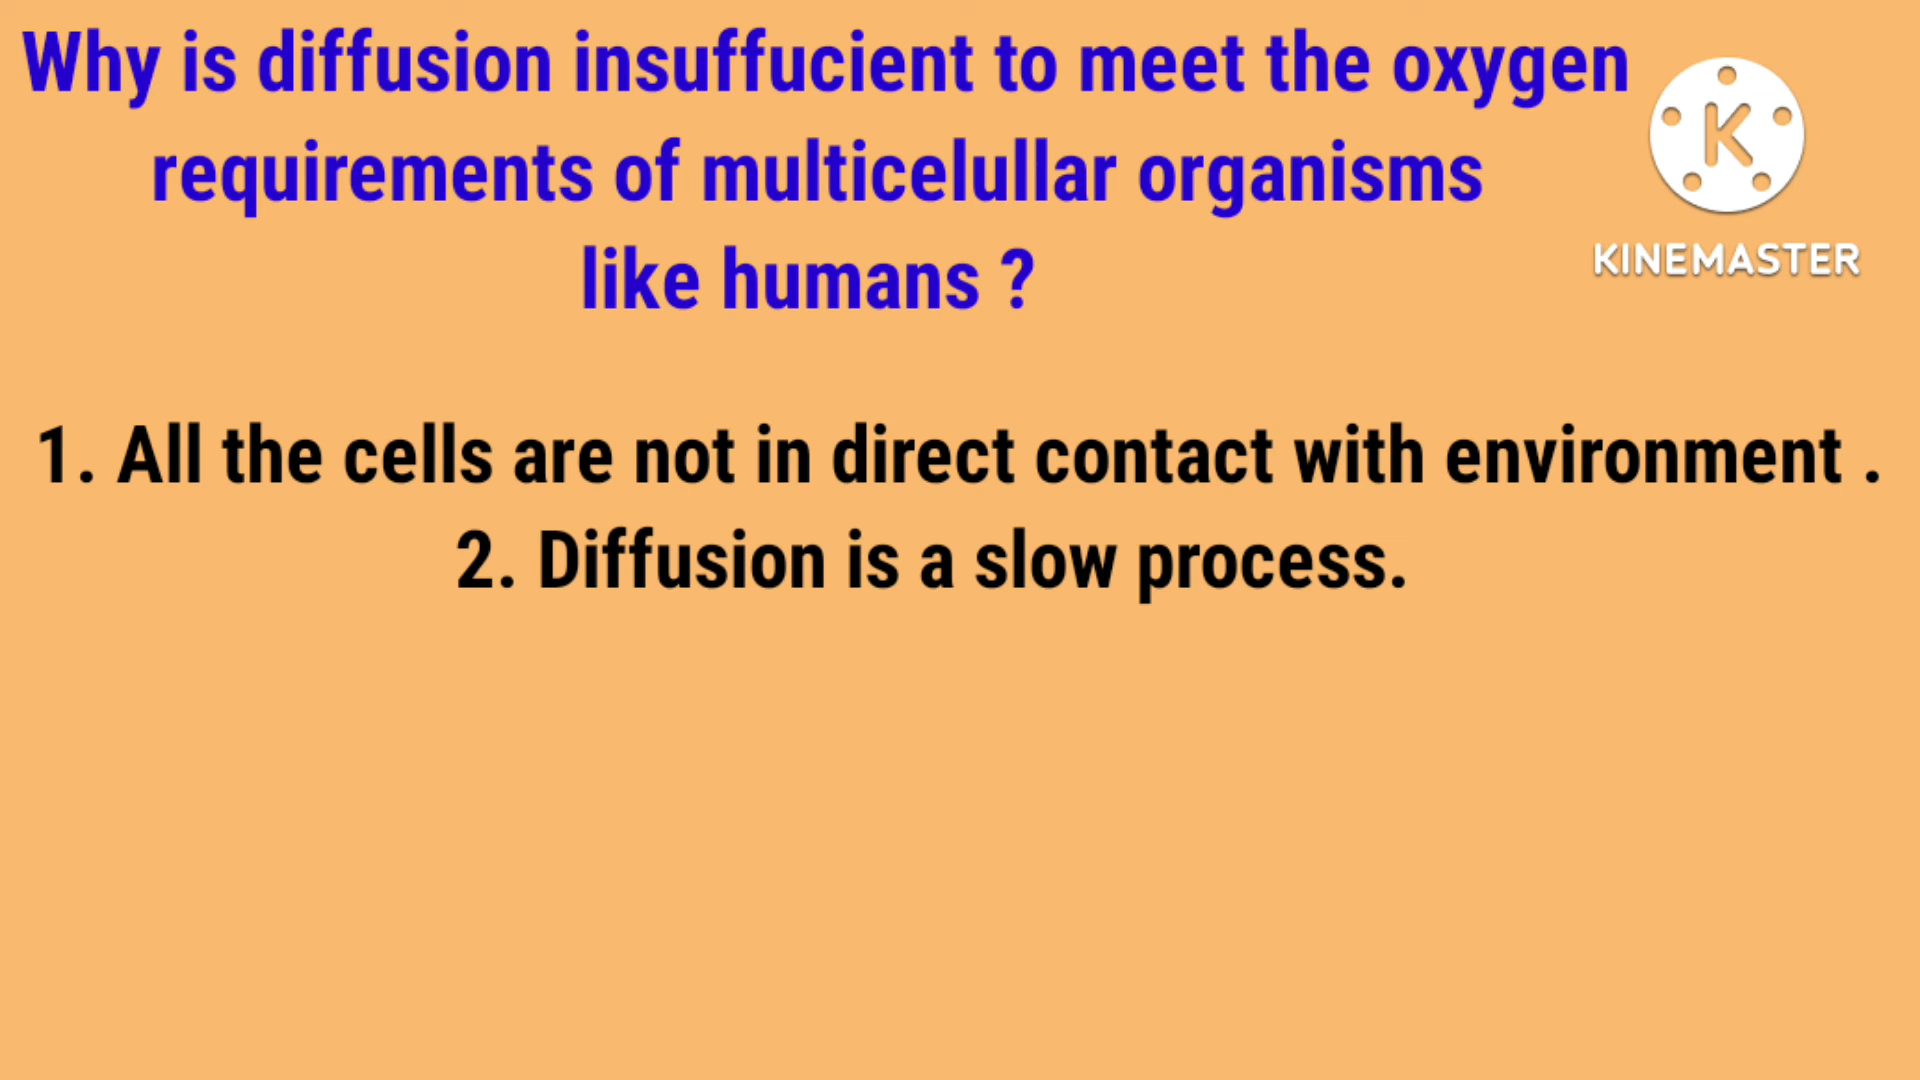 Why is diffusion insuffucient to meet the oxygen
requirements of multicelullar organisms
like humans ?
K
KINEMASTER
1. All the cells are not in direct contact with environment .
2. Diffusion is a slow process.